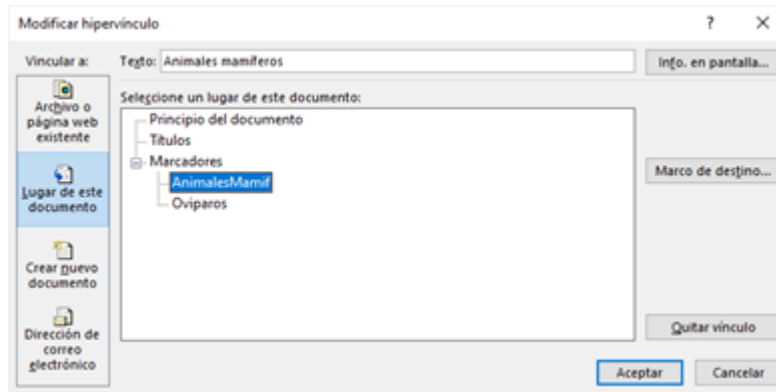 Modificar hipervínculo
? ×
Vincular a:
Texto: Animales mamíferos
Info. en pantalla...
Archivo o
página web
existente
Seleccione un lugar de este documento:
Principio del documento
Títulos
Marcadores
AnimalesMamif
Oviparos
Marco de destino...
Lugar de este
documento
Crear nuevo
documento
Dirección de
correo
electrónico
Quitar vínculo
Aceptar
Cancelar